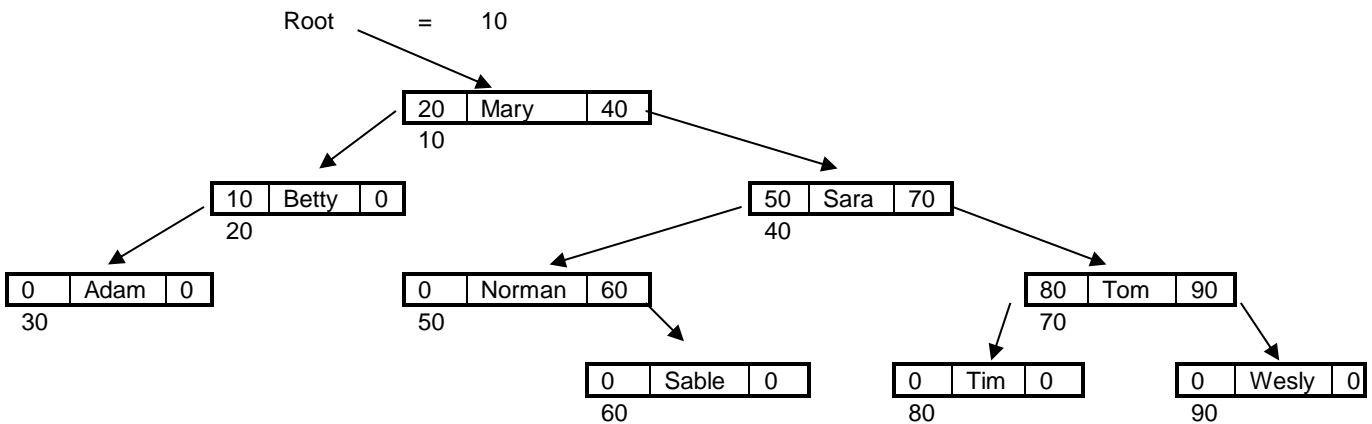 Root = 10
20 Mary 40
10
10 Betty 0
20
50 Sara 70
40
0 Adam 0
30
0 Norman 60
50
80 Tom 90
70
0 Sable 0
60
0 Tim 0
80
0 Wesly 0
90